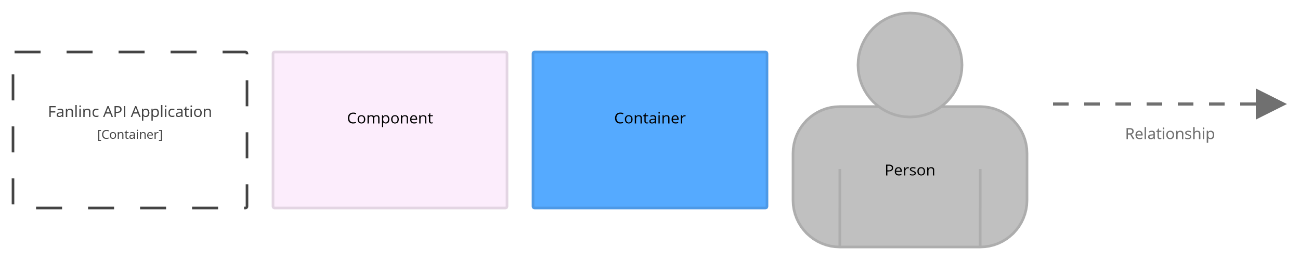 Fanlinc API Application
[Container]
Component
Container
Person
Relationship